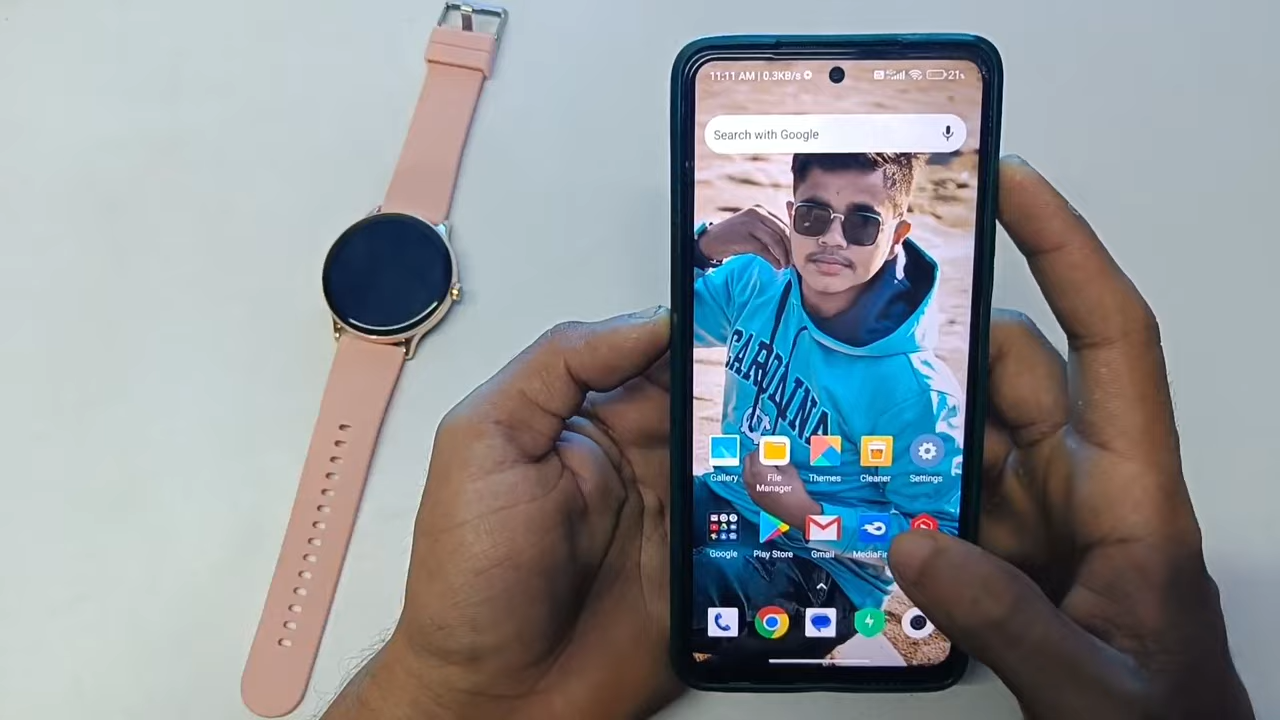 11:11 AM | 0.3KB/s
21%
Search with Google
CAROLINA
Gallery
File
Manager
Themes
Cleaner
Settings
Google
Play Store
Gmail